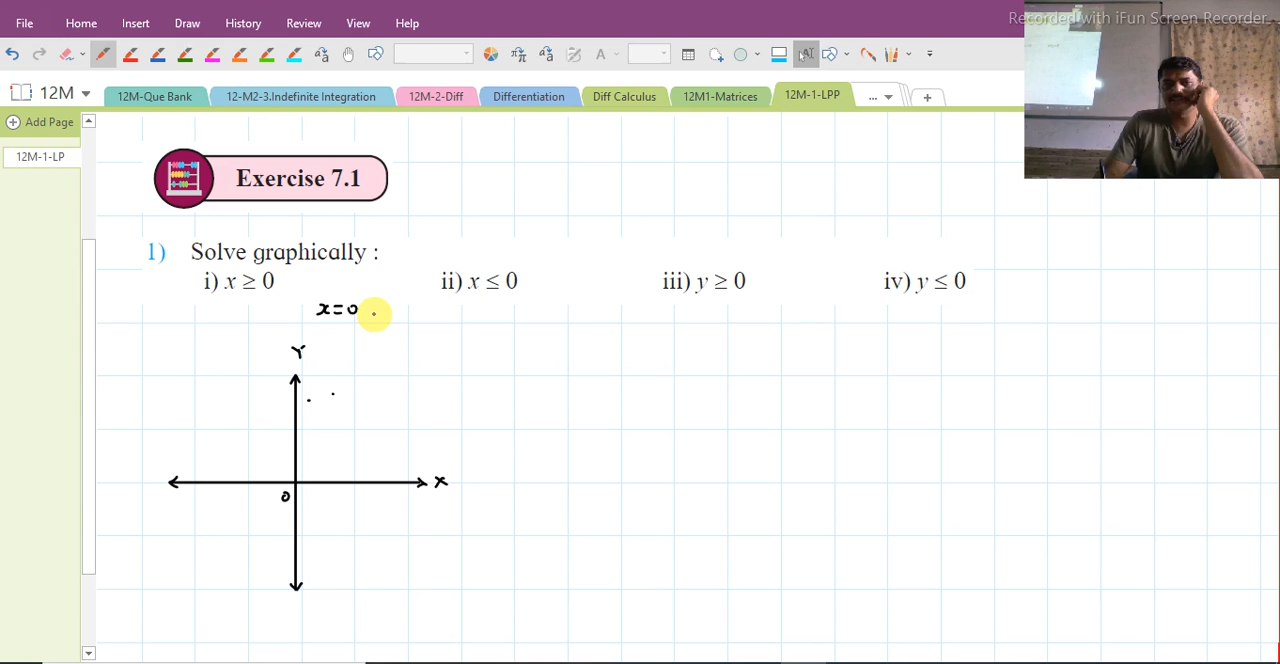 File Home Insert Draw History Review View Help
Recorded with iFun Screen Recorder
12M
12M-Que Bank 12-M2-3.Indefinite Integration 12M-2-Diff Differentiation Diff Calculus 12M1-Matrices 12M-1-LPP ...
Add Page
12M-1-LP
Exercise 7.1
1) Solve graphically :
i) x ≥ 0 ii) x ≤ 0 iii) y ≥ 0 iv) y ≤ 0
x=0
Y
X
0